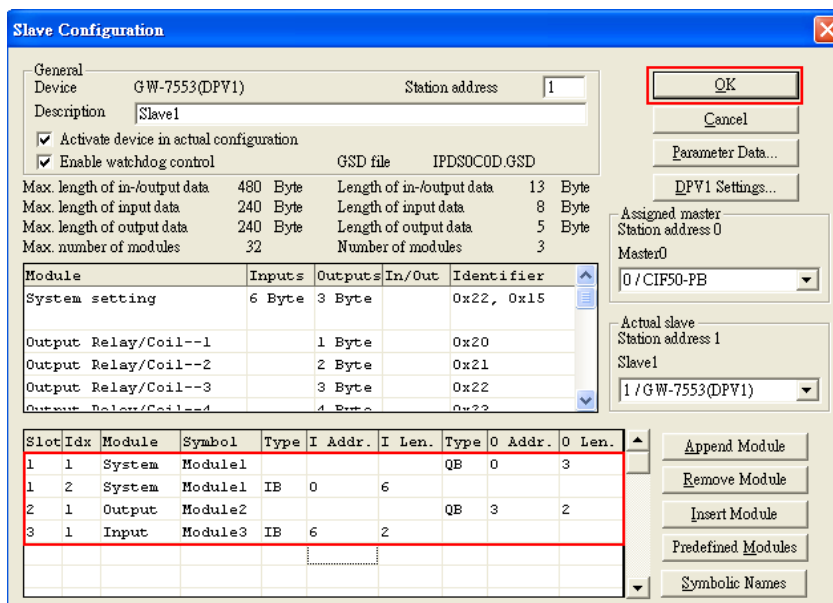 Slave Configuration
General
Device GW-7553(DPV1) Station address 1
Description Slave1
Activate device in actual configuration
Enable watchdog control GSD file IPDS0C0D.GSD
Max. length of in-/output data 480 Byte Length of in-/output data 13 Byte
Max. length of input data 240 Byte Length of input data 8 Byte
Max. length of output data 240 Byte Length of output data 5 Byte
Max. number of modules 32 Number of modules 3
OK
Cancel
Parameter Data...
DPV1 Settings...
Assigned master
Station address 0
Master0
0 / CIF50-PB
Actual slave
Station address 1
Slave1
1 / GW-7553(DPV1)
Module Inputs Outputs In/Out Identifier
System setting 6 Byte 3 Byte 0x22, 0x15
Output Relay/Coil--1 1 Byte 0x20
Output Relay/Coil--2 2 Byte 0x21
Output Relay/Coil--3 3 Byte 0x22
Output Relay/Coil--4 4 Byte 0x23
Slot Idx Module Symbol Type I Addr. I Len. Type O Addr. O Len.
1 1 System Module1 QB 0 3
1 2 System Module1 IB 0 6
2 1 Output Module2 QB 3 2
3 1 Input Module3 IB 6 2
Append Module
Remove Module
Insert Module
Predefined Modules
Symbolic Names